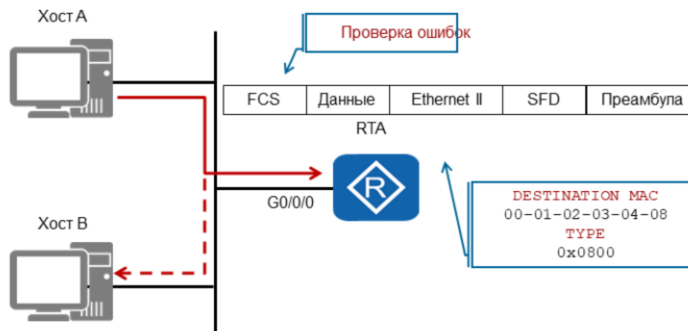 Хост А
Проверка ошибок
FCS
Данные
Ethernet II
SFD
Преамбула
RTA
R
G0/0/0
DESTINATION MAC
00-01-02-03-04-08
TYPE
0x0800
Хост В